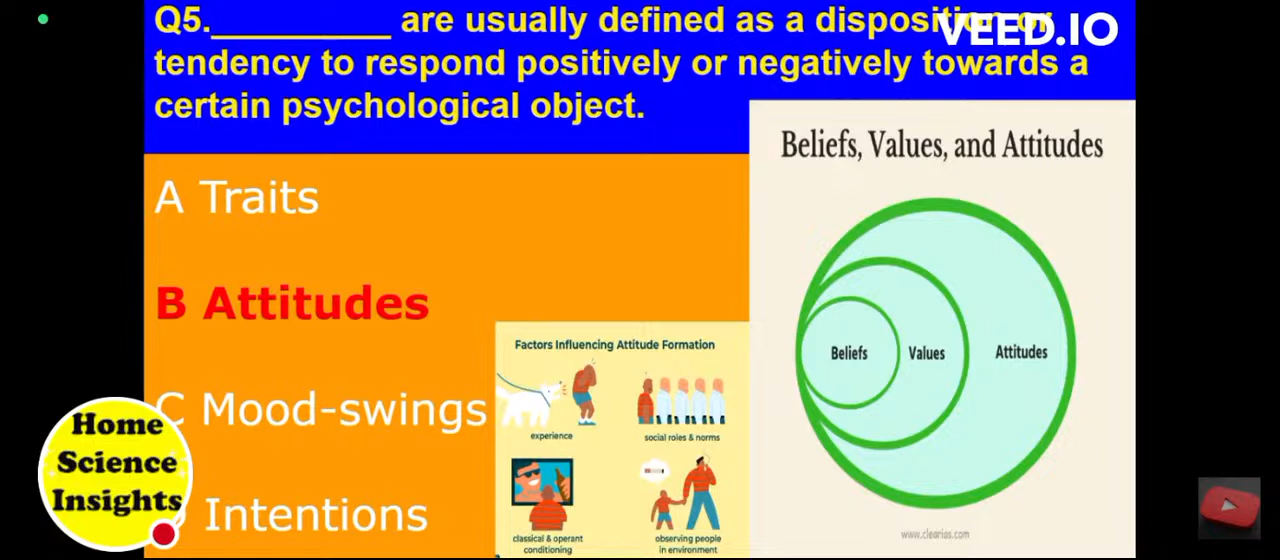 Q5._________ are usually defined as a disposition or
VEED.IO
tendency to respond positively or negatively towards a
certain psychological object.
Beliefs, Values, and Attitudes
A Traits
B Attitudes
C Mood-swings
Intentions
Factors Influencing Attitude Formation
experience
social roles & norms
classical & operant
conditioning
observing people
in environment
Beliefs
Values
Attitudes
www.clearias.com
Home
Science
Insights